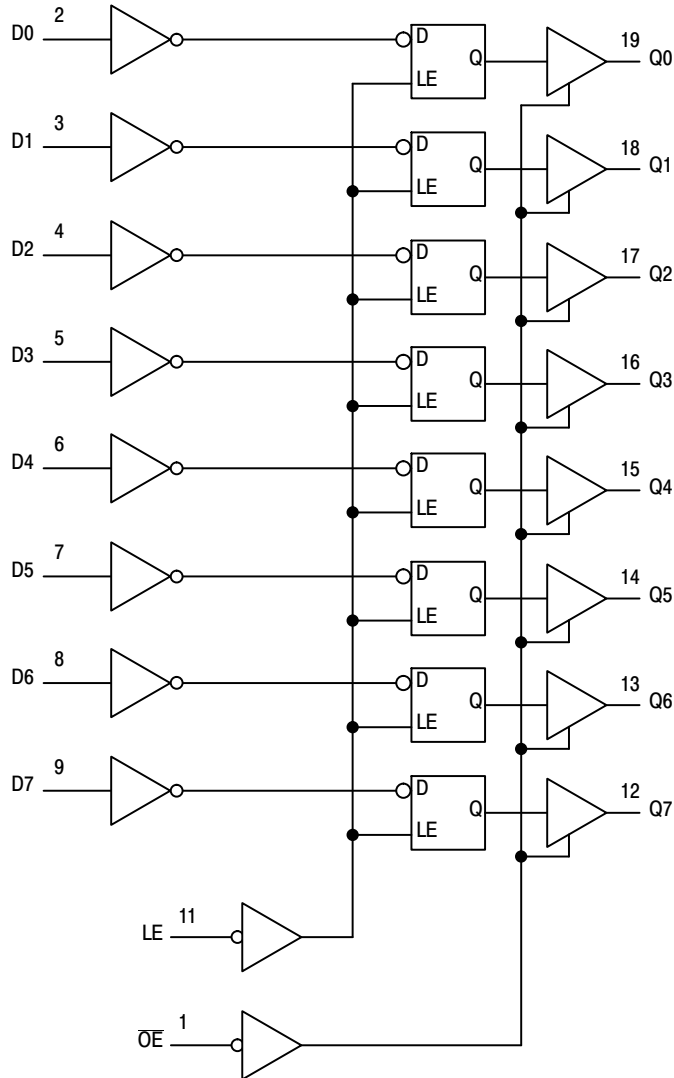 D0 2 D Q LE 19 Q0
D1 3 D Q LE 18 Q1
D2 4 D Q LE 17 Q2
D3 5 D Q LE 16 Q3
D4 6 D Q LE 15 Q4
D5 7 D Q LE 14 Q5
D6 8 D Q LE 13 Q6
D7 9 D Q LE 12 Q7
LE 11
O̅E̅ 1